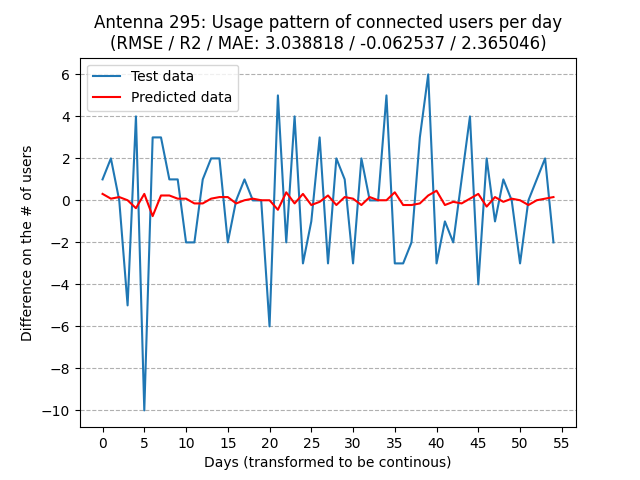 Antenna 295: Usage pattern of connected users per day
(RMSE / R2 / MAE: 3.038818 / -0.062537 / 2.365046)
Test data
Predicted data
Difference on the # of users
6
4
2
0
−2
−4
−6
−8
−10
0 5 10 15 20 25 30 35 40 45 50 55
Days (transformed to be continous)